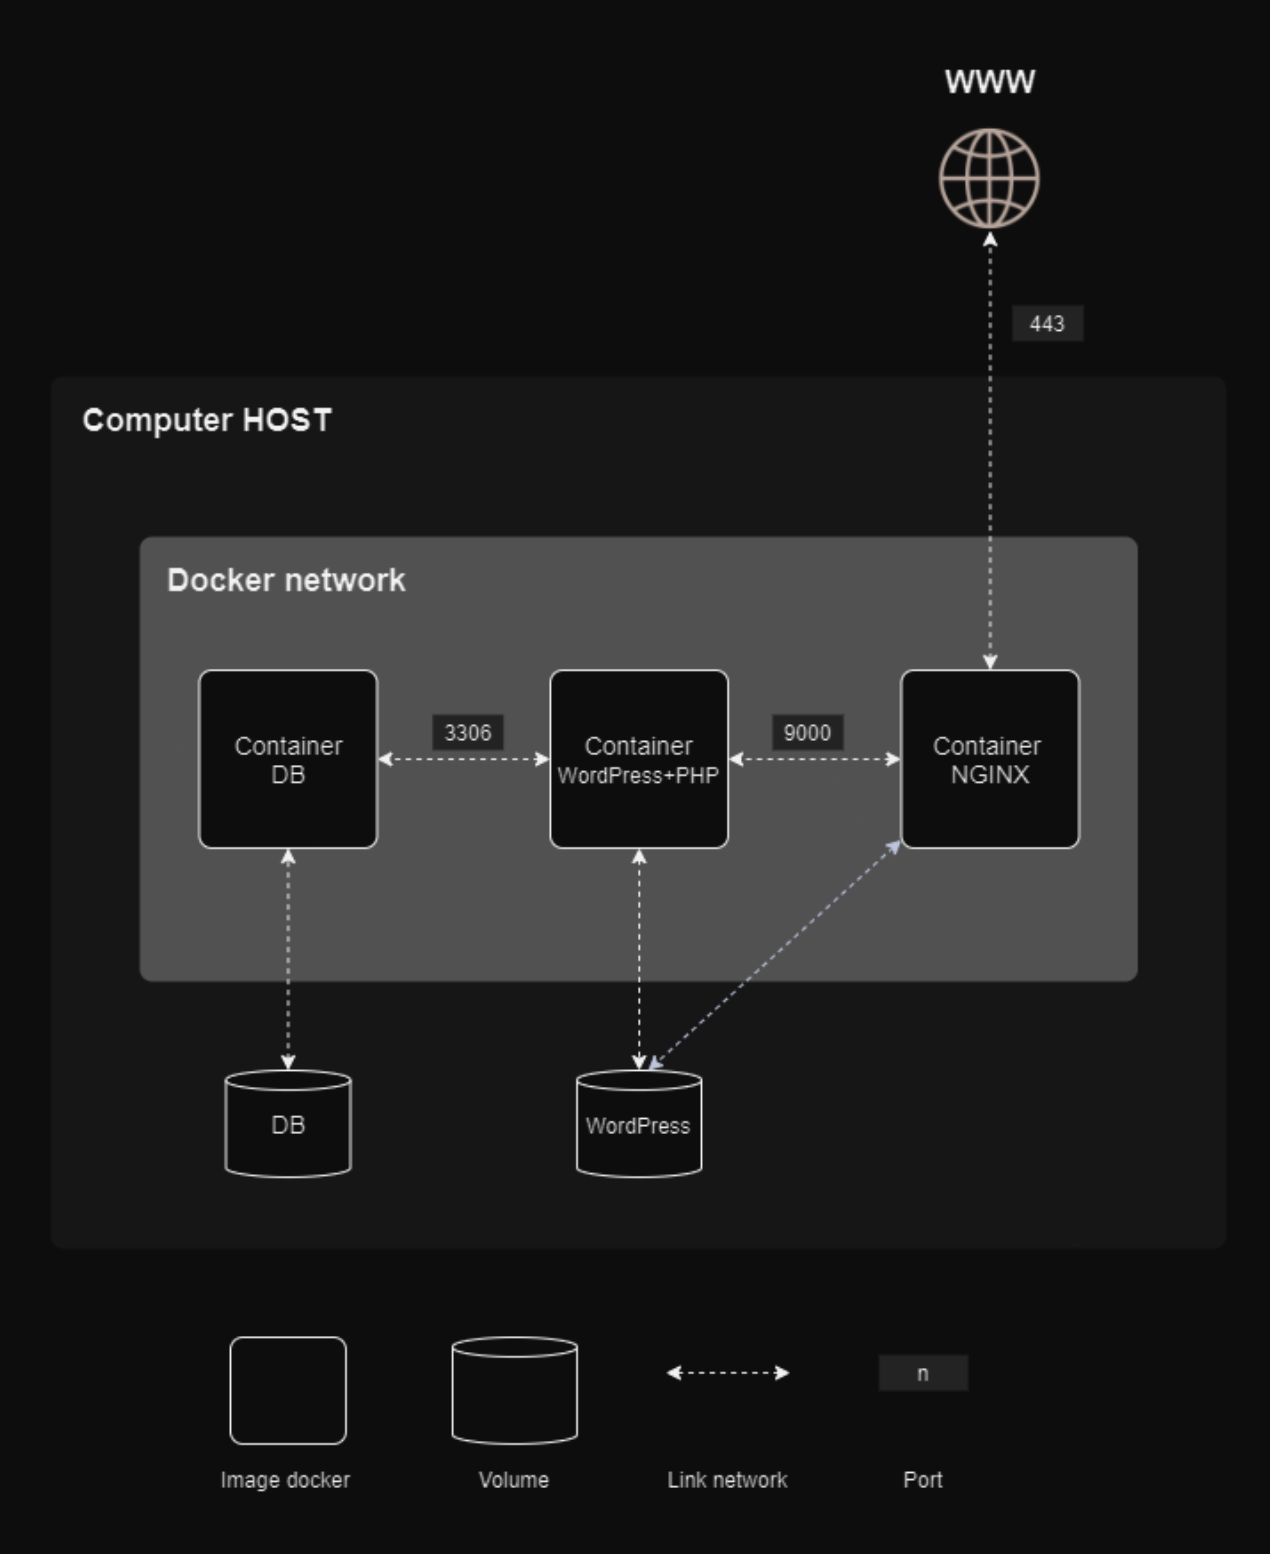 WWW
443
Computer HOST
Docker network
3306
9000
Container
DB
Container
WordPress+PHP
Container
NGINX
DB
WordPress
n
Image docker
Volume
Link network
Port